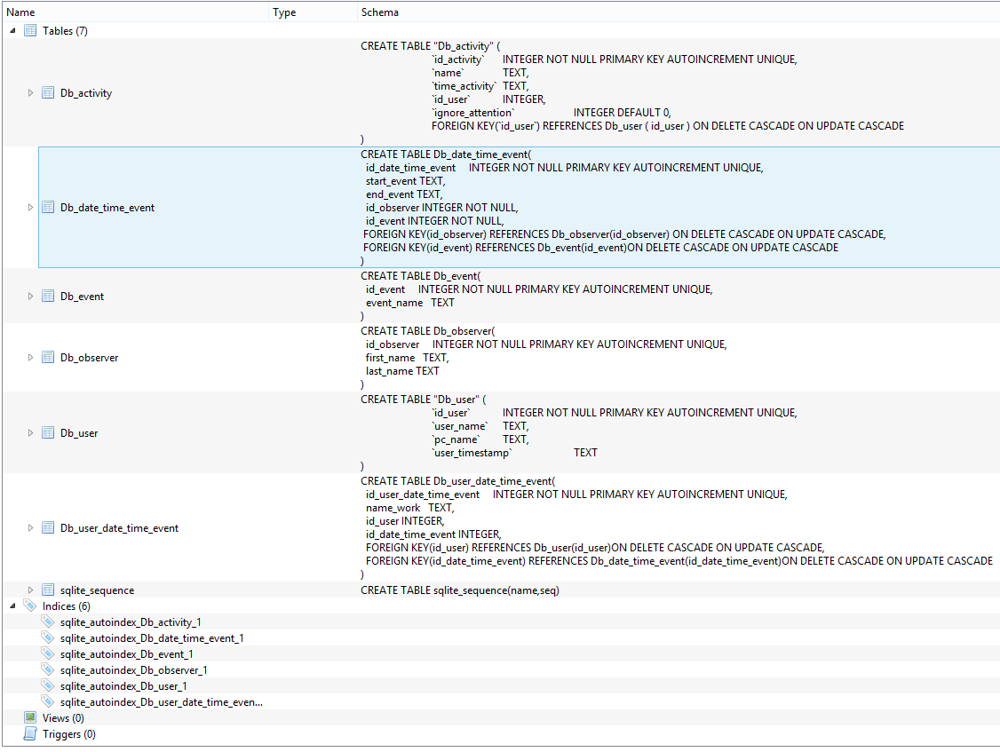 Name Type Schema
Tables (7)
Db_activity
CREATE TABLE "Db_activity" (
`id_activity` INTEGER NOT NULL PRIMARY KEY AUTOINCREMENT UNIQUE,
`name` TEXT,
`time_activity` TEXT,
`id_user` INTEGER,
`ignore_attention` INTEGER DEFAULT 0,
FOREIGN KEY(`id_user`) REFERENCES Db_user ( id_user ) ON DELETE CASCADE ON UPDATE CASCADE
)
Db_date_time_event
CREATE TABLE Db_date_time_event(
id_date_time_event INTEGER NOT NULL PRIMARY KEY AUTOINCREMENT UNIQUE,
start_event TEXT,
end_event TEXT,
id_observer INTEGER NOT NULL,
id_event INTEGER NOT NULL,
FOREIGN KEY(id_observer) REFERENCES Db_observer(id_observer) ON DELETE CASCADE ON UPDATE CASCADE,
FOREIGN KEY(id_event) REFERENCES Db_event(id_event)ON DELETE CASCADE ON UPDATE CASCADE
)
Db_event
CREATE TABLE Db_event(
id_event INTEGER NOT NULL PRIMARY KEY AUTOINCREMENT UNIQUE,
event_name TEXT
)
Db_observer
CREATE TABLE Db_observer(
id_observer INTEGER NOT NULL PRIMARY KEY AUTOINCREMENT UNIQUE,
first_name TEXT,
last_name TEXT
)
Db_user
CREATE TABLE "Db_user" (
`id_user` INTEGER NOT NULL PRIMARY KEY AUTOINCREMENT UNIQUE,
`user_name` TEXT,
`pc_name` TEXT,
`user_timestamp` TEXT
)
Db_user_date_time_event
CREATE TABLE Db_user_date_time_event(
id_user_date_time_event INTEGER NOT NULL PRIMARY KEY AUTOINCREMENT UNIQUE,
name_work TEXT,
id_user INTEGER,
id_date_time_event INTEGER,
FOREIGN KEY(id_user) REFERENCES Db_user(id_user)ON DELETE CASCADE ON UPDATE CASCADE,
FOREIGN KEY(id_date_time_event) REFERENCES Db_date_time_event(id_date_time_event)ON DELETE CASCADE ON UPDATE CASCADE
)
sqlite_sequence CREATE TABLE sqlite_sequence(name,seq)
Indices (6)
sqlite_autoindex_Db_activity_1
sqlite_autoindex_Db_date_time_event_1
sqlite_autoindex_Db_event_1
sqlite_autoindex_Db_observer_1
sqlite_autoindex_Db_user_1
sqlite_autoindex_Db_user_date_time_even...
Views (0)
Triggers (0)